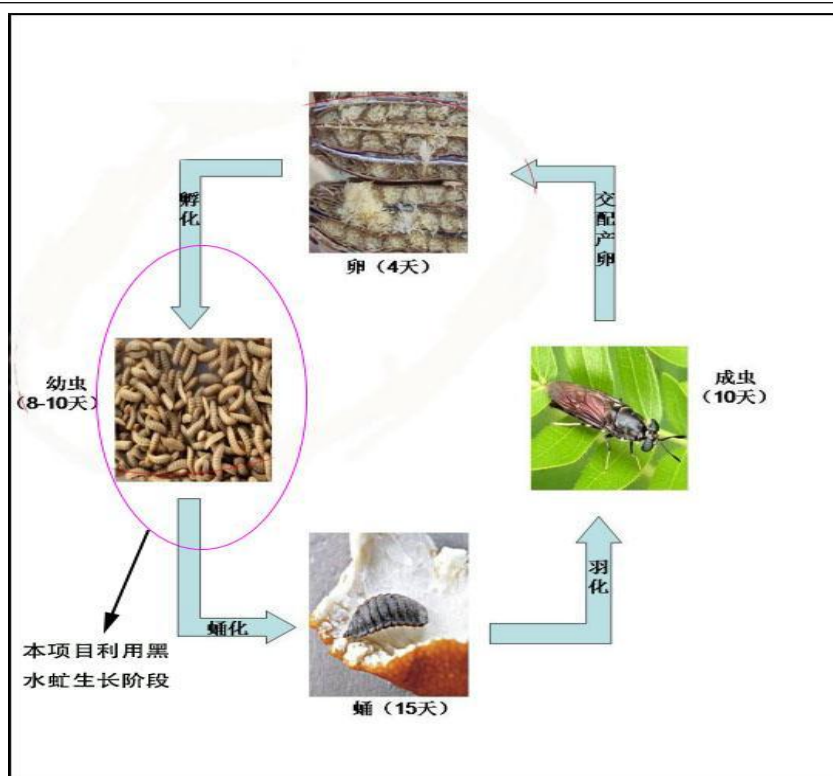 卵（4天）
孵化
交配产卵
幼虫
（8-10天）
成虫
（10天）
羽化
蛹化
本项目利用黑
水虻生长阶段
蛹（15天）